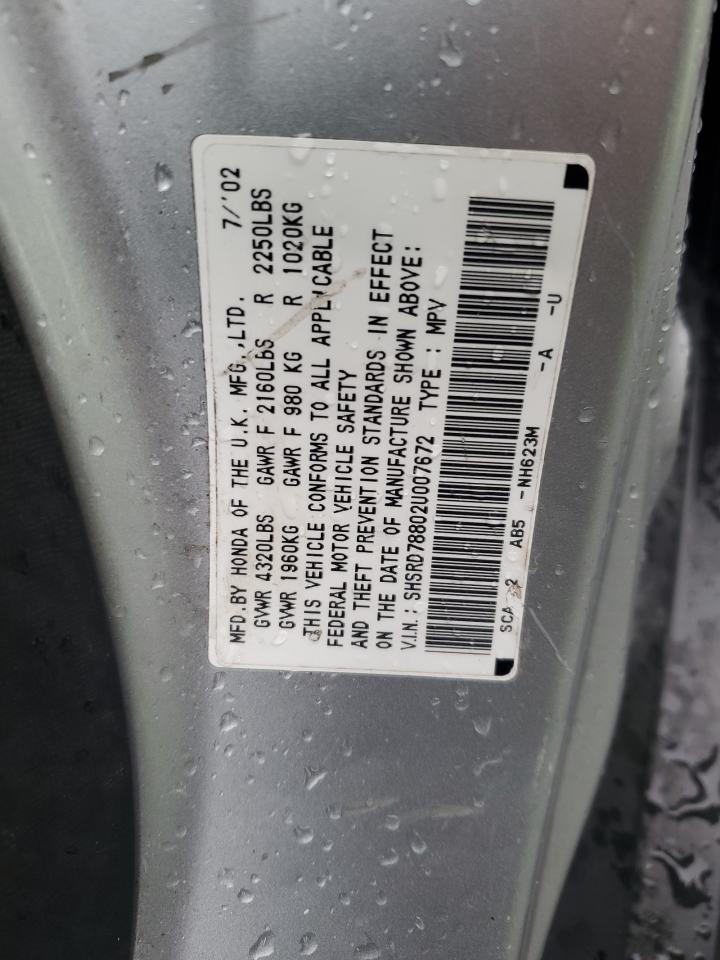 MFD.BY HONDA OF THE U.K. MFG.,LTD. 7/'02
GVWR 4320LBS GAWR F 2160LBS R 2250LBS
GVWR 1960KG GAWR F 980 KG R 1020KG
THIS VEHICLE CONFORMS TO ALL APPLICABLE
FEDERAL MOTOR VEHICLE SAFETY
AND THEFT PREVENTION STANDARDS IN EFFECT
ON THE DATE OF MANUFACTURE SHOWN ABOVE:
V.I.N.: SHSRD78802U007672 TYPE : MPV
SCA 2 AB5 -NH623M -A -U